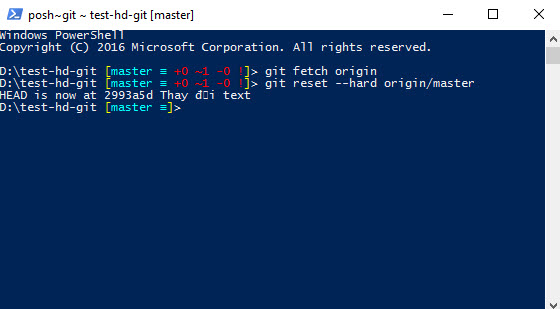 posh~git ~ test-hd-git [master]
Windows PowerShell
Copyright (C) 2016 Microsoft Corporation. All rights reserved.
D:\test-hd-git [master ≡ +0 ~1 -0 !]> git fetch origin
D:\test-hd-git [master ≡ +0 ~1 -0 !]> git reset --hard origin/master
HEAD is now at 2993a5d Thay đ▯i text
D:\test-hd-git [master ≡]>